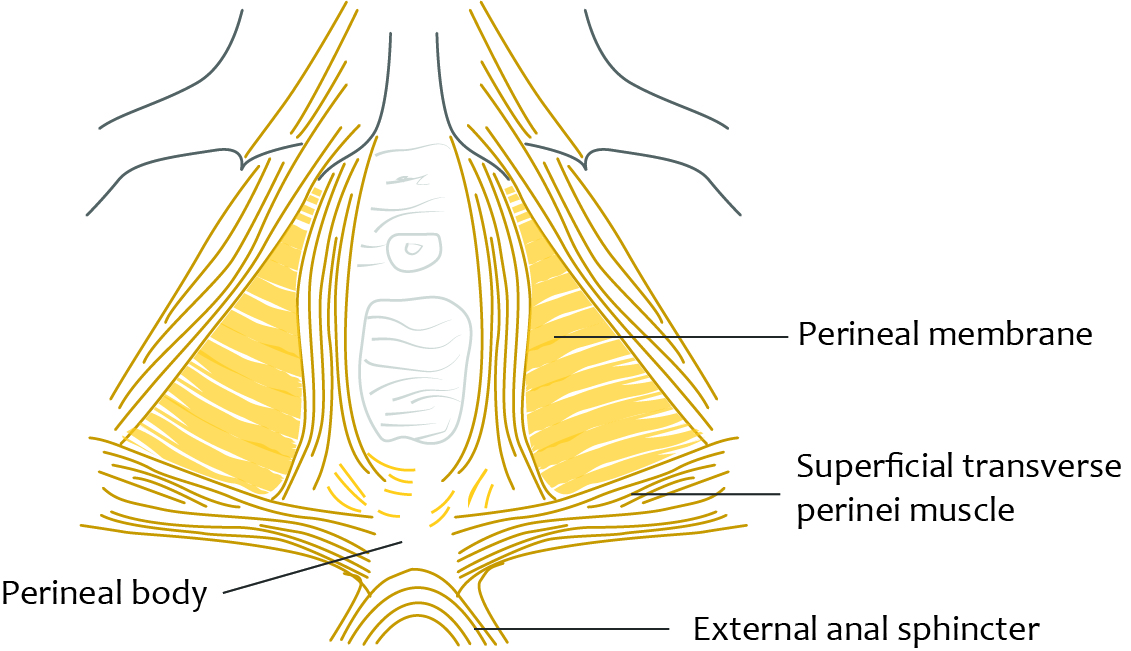 Perineal membrane
Superficial transverse
perinei muscle
Perineal body
External anal sphincter